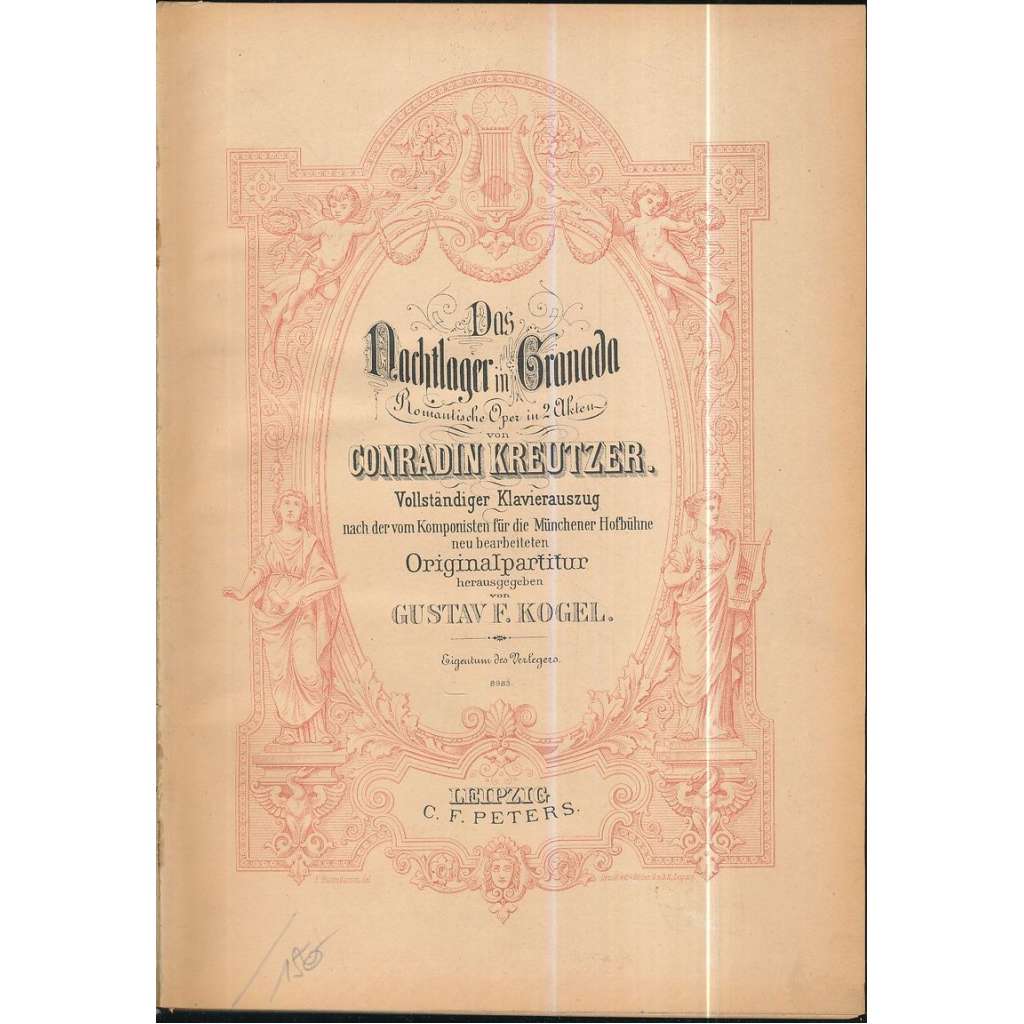 Das
Nachtlager in Granada
Romantische Oper in 2 Akten
von
CONRADIN KREUTZER.
Vollständiger Klavierauszug
nach der vom Komponisten für die Münchener Hofbühne
neu bearbeiteten
Originalpartitur
herausgegeben
von
GUSTAV F. KOGEL.
Eigentum des Verlegers.
8983.
LEIPZIG
C. F. PETERS.